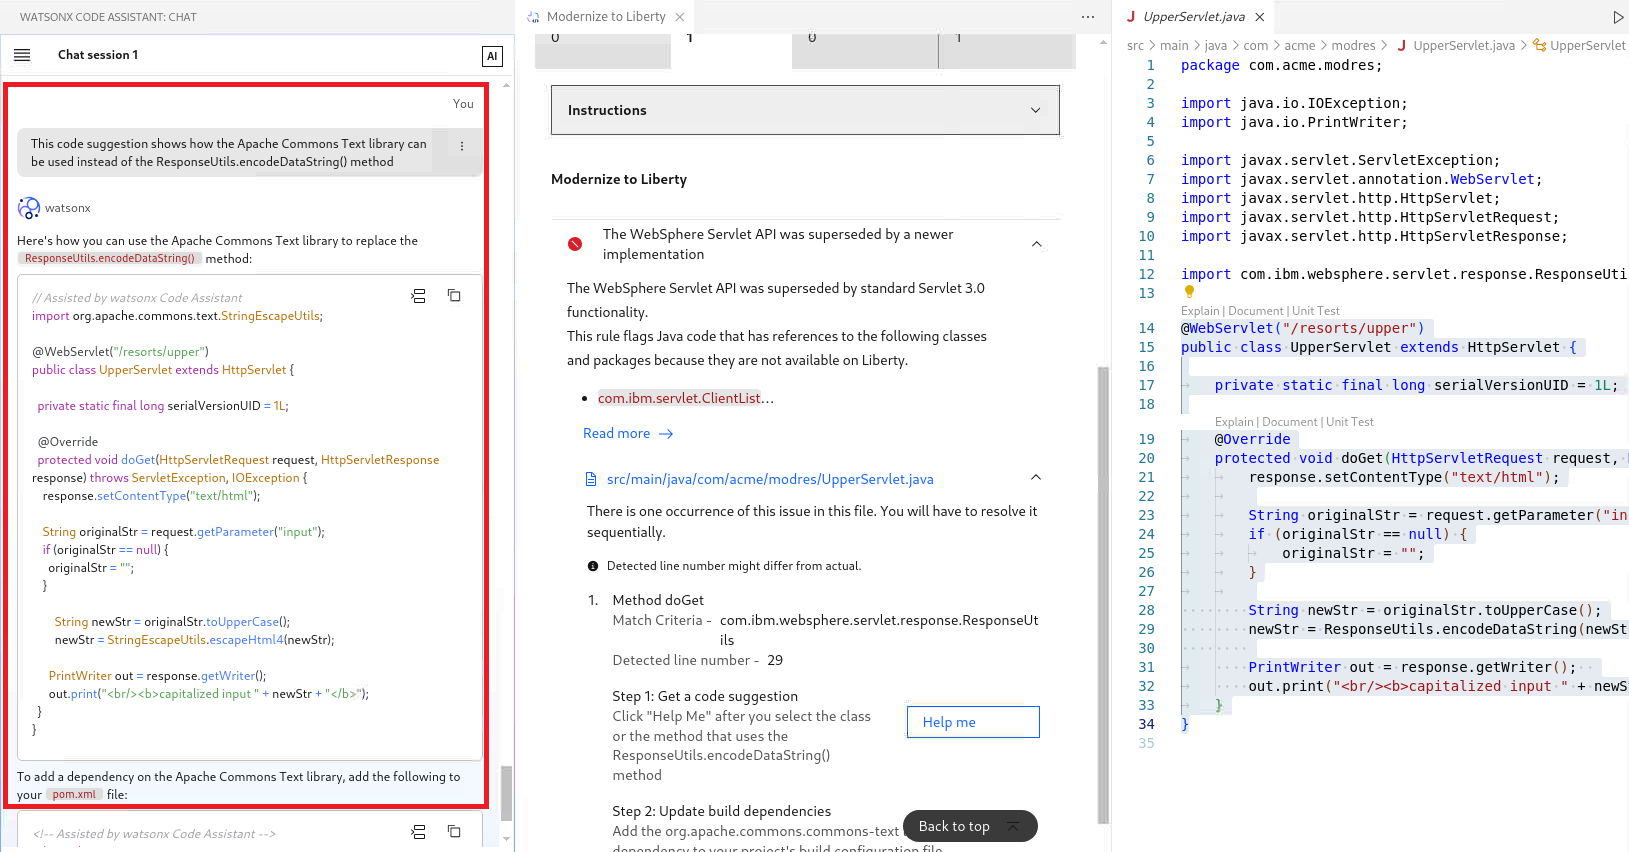 WATSONX CODE ASSISTANT: CHAT
Chat session 1
AI
You
This code suggestion shows how the Apache Commons Text library can
be used instead of the ResponseUtils.encodeDataString() method
watsonx
Here's how you can use the Apache Commons Text library to replace the
ResponseUtils.encodeDataString() method:
// Assisted by watsonx Code Assistant
import org.apache.commons.text.StringEscapeUtils;
@WebServlet("/resorts/upper")
public class UpperServlet extends HttpServlet {
private static final long serialVersionUID = 1L;
@Override
protected void doGet(HttpServletRequest request, HttpServletResponse
response) throws ServletException, IOException {
response.setContentType("text/html");
String originalStr = request.getParameter("input");
if (originalStr == null) {
originalStr = "";
}
String newStr = originalStr.toUpperCase();
newStr = StringEscapeUtils.escapeHtml4(newStr);
PrintWriter out = response.getWriter();
out.print("<br/><b>capitalized input " + newStr + "</b>");
}
}
To add a dependency on the Apache Commons Text library, add the following to
your pom.xml file:
<!-- Assisted by watsonx Code Assistant -->
Modernize to Liberty
0
1
0
1
Instructions
Modernize to Liberty
The WebSphere Servlet API was superseded by a newer
implementation
The WebSphere Servlet API was superseded by standard Servlet 3.0
functionality.
This rule flags Java code that has references to the following classes
and packages because they are not available on Liberty.
• com.ibm.servlet.ClientList...
Read more →
src/main/java/com/acme/modres/UpperServlet.java
There is one occurrence of this issue in this file. You will have to resolve it
sequentially.
Detected line number might differ from actual.
1. Method doGet
Match Criteria - com.ibm.websphere.servlet.response.ResponseUt
ils
Detected line number - 29
Step 1: Get a code suggestion
Click "Help Me" after you select the class
or the method that uses the
ResponseUtils.encodeDataString()
method
Help me
Step 2: Update build dependencies
Add the org.apache.commons.commons-text
dependency to your project's build configuration file
Back to top
UpperServlet.java
src > main > java > com > acme > modres > UpperServlet.java > UpperServlet
1 package com.acme.modres;
2
3 import java.io.IOException;
4 import java.io.PrintWriter;
5
6 import javax.servlet.ServletException;
7 import javax.servlet.annotation.WebServlet;
8 import javax.servlet.http.HttpServlet;
9 import javax.servlet.http.HttpServletRequest;
10 import javax.servlet.http.HttpServletResponse;
11
12 import com.ibm.websphere.servlet.response.ResponseUti
13
Explain | Document | Unit Test
14 @WebServlet("/resorts/upper")
15 public class UpperServlet extends HttpServlet {
16
17 private static final long serialVersionUID = 1L;
18
Explain | Document | Unit Test
19 @Override
20 protected void doGet(HttpServletRequest request,
21 response.setContentType("text/html");
22
23 String originalStr = request.getParameter("in
24 if (originalStr == null) {
25 originalStr = "";
26 }
27
28 String newStr = originalStr.toUpperCase();
29 newStr = ResponseUtils.encodeDataString(newSt
30
31 PrintWriter out = response.getWriter();
32 out.print("<br/><b>capitalized input " + newS
33 }
34 }
35